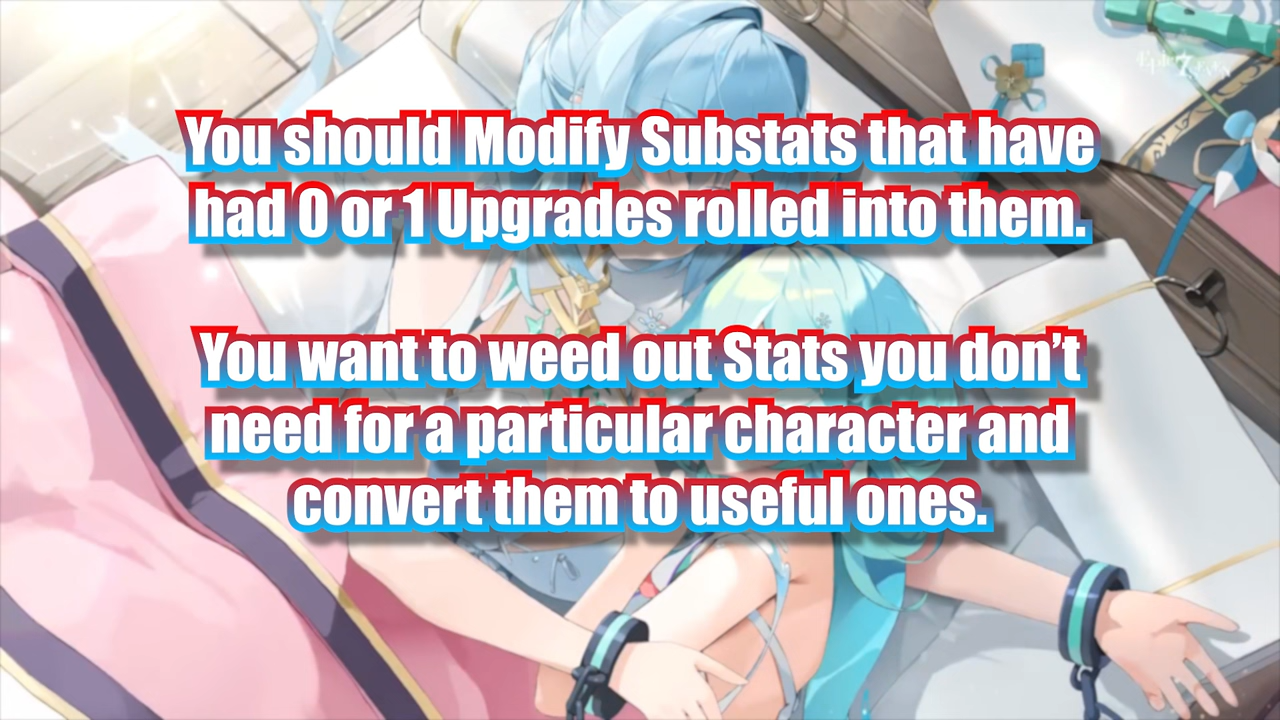 You should Modify Substats that have
had 0 or 1 Upgrades rolled into them.
You want to weed out Stats you don’t
need for a particular character and
convert them to useful ones.